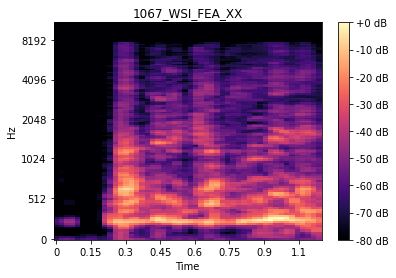 1067_WSI_FEA_XX
Hz
8192
4096
2048
1024
512
0
0 0.15 0.3 0.45 0.6 0.75 0.9 1.1
Time
+0 dB
-10 dB
-20 dB
-30 dB
-40 dB
-50 dB
-60 dB
-70 dB
-80 dB